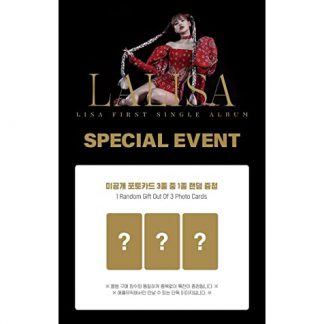 LALISA
LISA FIRST SINGLE ALBUM
SPECIAL EVENT
미공개 포토카드 3종 중 1종 랜덤 증정
1 Random Gift Out Of 3 Photo Cards
? ? ?